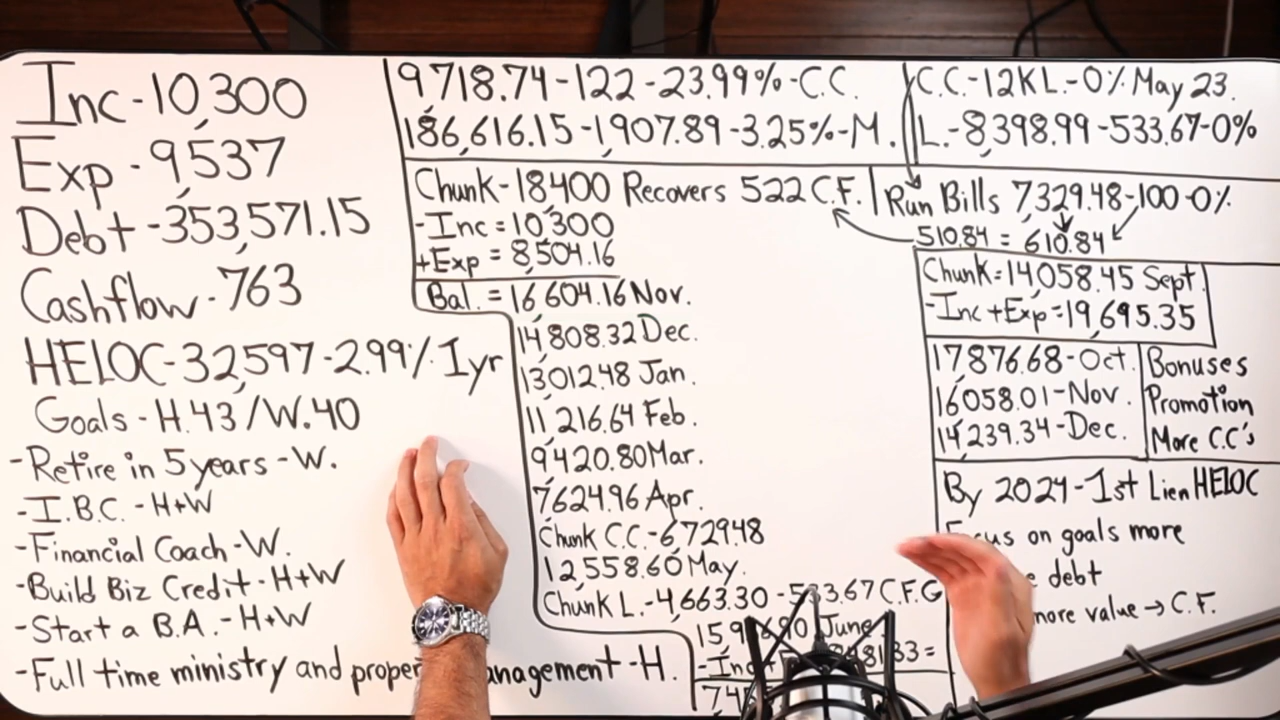 Inc-10,300
Exp-9,537
Debt-353,571.15
Cashflow-763
HELOC-32,597-2.99% 1yr
Goals-H.43/W.40
-Retire in 5 years-W.
-I.B.C.-H+W
-Financial Coach-W.
-Build Biz Credit-H+W
-Start a B.A.-H+W
-Full time ministry and -H.
9,718.74-122-23.99%-C.C.
186,616.15-1,907.89-3.25%-M.
Chunk-18,400 Recovers 522 C.F.
-Inc=10,300
+Exp=8,504.16
Bal.=16,604.16 Nov.
14,808.32 Dec.
13,012.48 Jan.
11,216.64 Feb.
9,420.80 Mar.
7,624.96 Apr.
Chunk C.C.-6,729.48
12,558.60 May.
Chunk L.-4,663.30-533.67 C.F.G
June
-Inc+
C.C.-12K L.-0% May 23.
L.-8,398.99-533.67-0%
Run Bills 7,329.48-100-0%
510.84 = 610.84
Chunk=14,058.45 Sept.
-Inc+Exp=19,695.35
17,876.68-Oct.
16,058.01-Nov.
14,239.34-Dec.
Bonuses
Promotion
More C.C's
By 2024-1st Lien HELOC
on goals more
debt
more value → C.F.